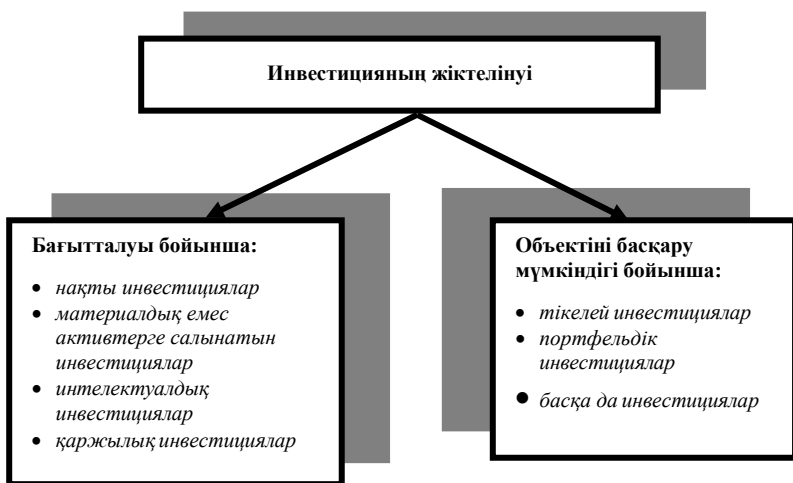 Инвестицияның жіктелінуі
Бағытталуы бойынша:
• нақты инвестициялар
• материалдық емес
активтерге салынатын
инвестициялар
• интелектуалдық
инвестициялар
• қаржылық инвестициялар
Объектіні басқару
мүмкіндігі бойынша:
• тікелей инвестициялар
• портфельдік
инвестициялар
• басқа да инвестициялар